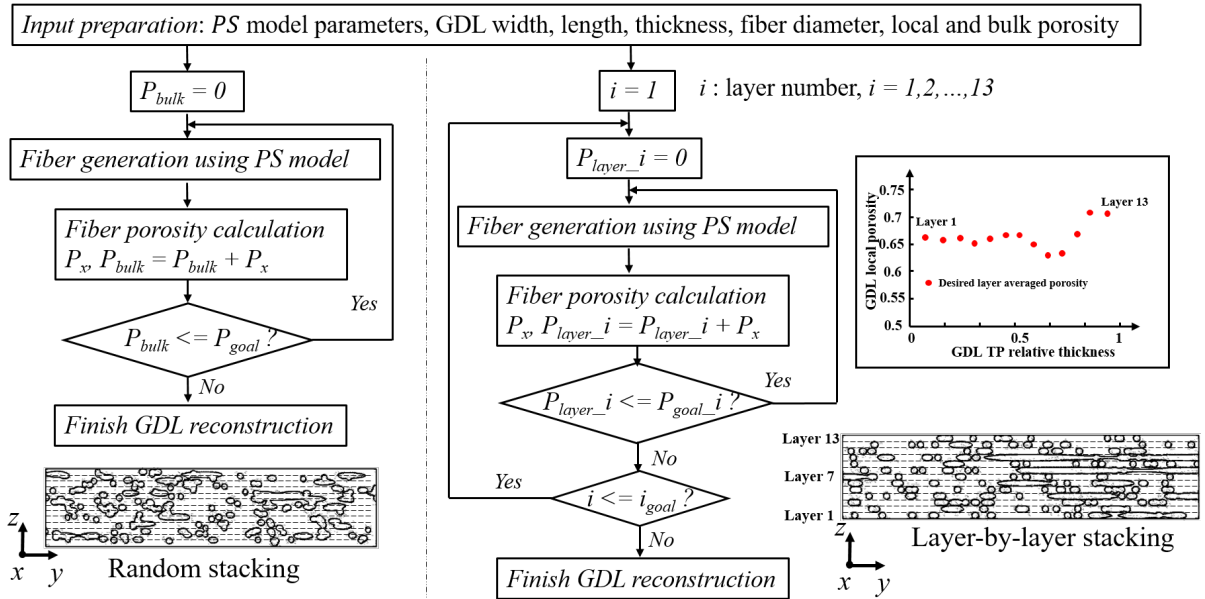 Input preparation: PS model parameters, GDL width, length, thickness, fiber diameter, local and bulk porosity
P_bulk = 0
Fiber generation using PS model
Fiber porosity calculation
P_x, P_bulk = P_bulk + P_x
Yes
P_bulk <= P_goal ?
No
Finish GDL reconstruction
z
x
y
Random stacking
i = 1
i : layer number, i = 1,2,...,13
P_layer_i = 0
Fiber generation using PS model
Fiber porosity calculation
P_x, P_layer_i = P_layer_i + P_x
Yes
P_layer_i <= P_goal_i ?
No
Yes
i <= i_goal ?
No
Finish GDL reconstruction
GDL local porosity
0.75
0.7
0.65
0.6
0.55
0.5
Layer 1
Layer 13
Desired layer averaged porosity
0
0.5
1
GDL TP relative thickness
Layer 13
Layer 7
Layer 1
z
x
y
Layer-by-layer stacking